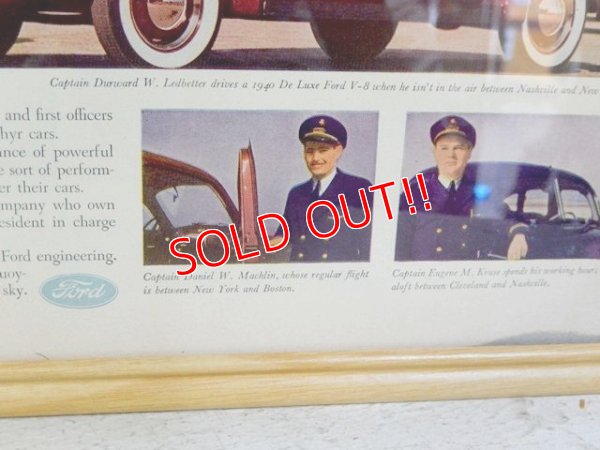 Captain Durward W. Ledbetter drives a 1940 De Luxe Ford V-8 when he isn't in the air between Nashville and New
and first officers
hyr cars.
ance of powerful
e sort of perform-
er their cars.
ompany who own
esident in charge
Ford engineering.
uoy-
sky.
Ford
SOLD OUT!!
Captain Daniel W. Machlin, whose regular flight
is between New York and Boston.
Captain Eugene M. Kruse spends his working hours
aloft between Cleveland and Nashville.